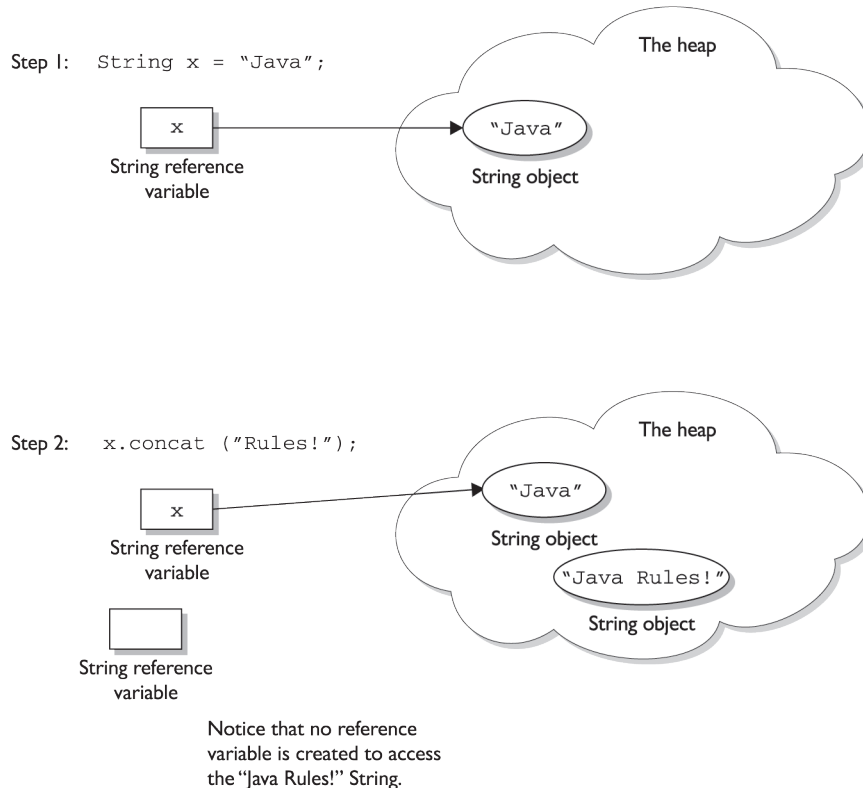 The heap
Step 1: String x = “Java”;
x
“Java”
String reference
variable
String object
The heap
Step 2: x.concat (″Rules!″);
x
“Java”
String reference
variable
String object
“Java Rules!”
String object
String reference
variable
Notice that no reference
variable is created to access
the “Java Rules!” String.